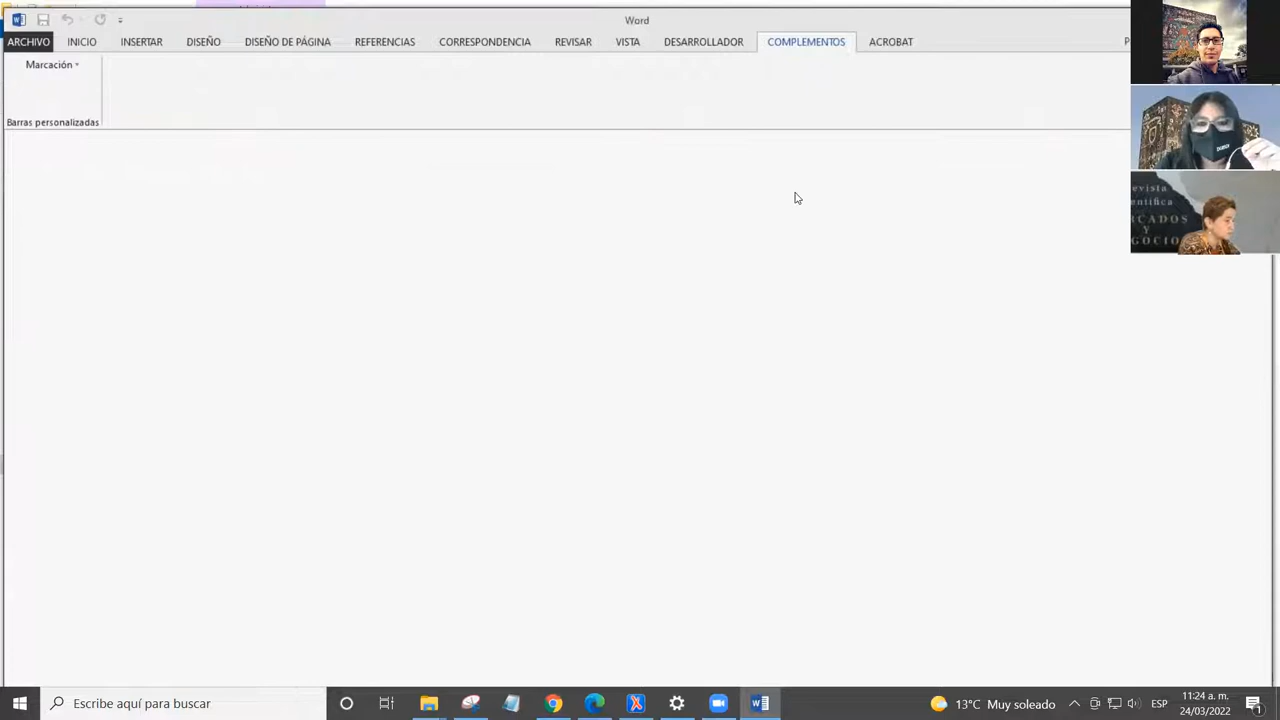 Word
ARCHIVO INICIO INSERTAR DISEÑO DISEÑO DE PÁGINA REFERENCIAS CORRESPONDENCIA REVISAR VISTA DESARROLLADOR COMPLEMENTOS ACROBAT
Marcación
Barras personalizadas
Escribe aquí para buscar
13°C Muy soleado
ESP
11:24 a. m.
24/03/2022
1